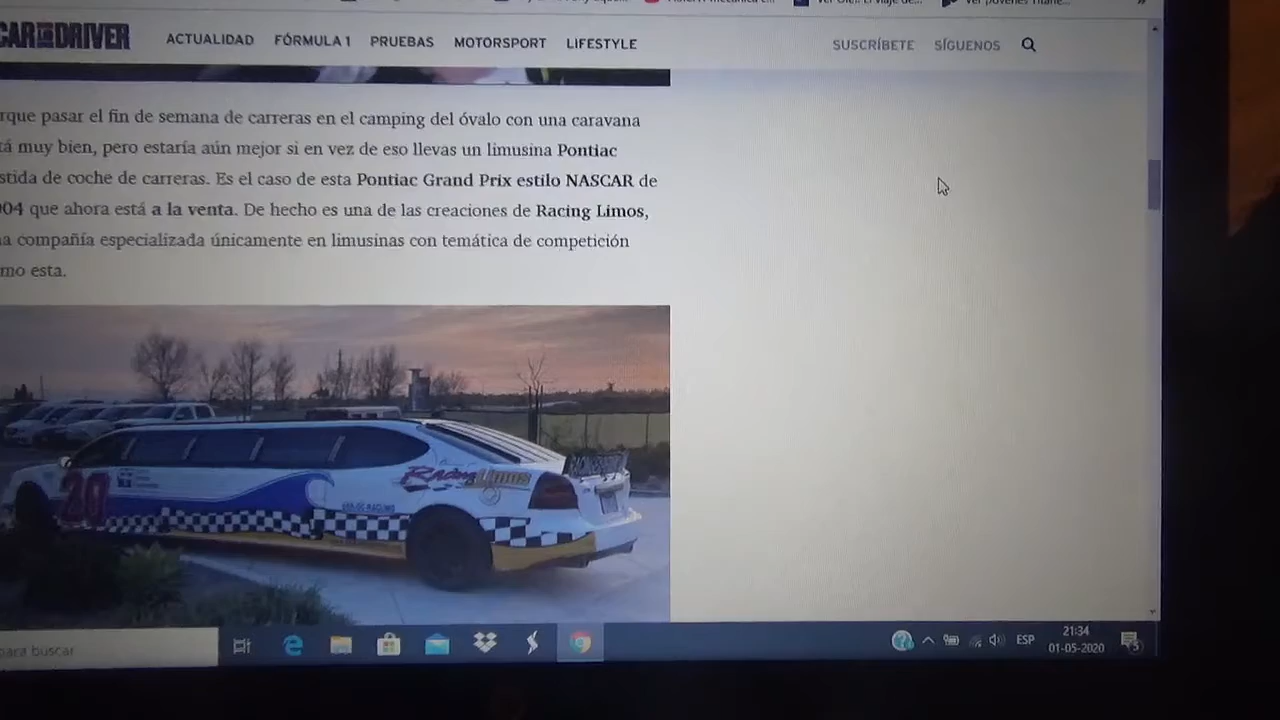 CAR AND DRIVER
ACTUALIDAD FÓRMULA 1 PRUEBAS MOTORSPORT LIFESTYLE
SUSCRÍBETE SÍGUENOS
rque pasar el fin de semana de carreras en el camping del óvalo con una caravana
tá muy bien, pero estaría aún mejor si en vez de eso llevas un limusina Pontiac
stida de coche de carreras. Es el caso de esta Pontiac Grand Prix estilo NASCAR de
04 que ahora está a la venta. De hecho es una de las creaciones de Racing Limos,
a compañía especializada únicamente en limusinas con temática de competición
mo esta.
20
Racing Limos
para buscar
ESP
21:34
01-05-2020
5